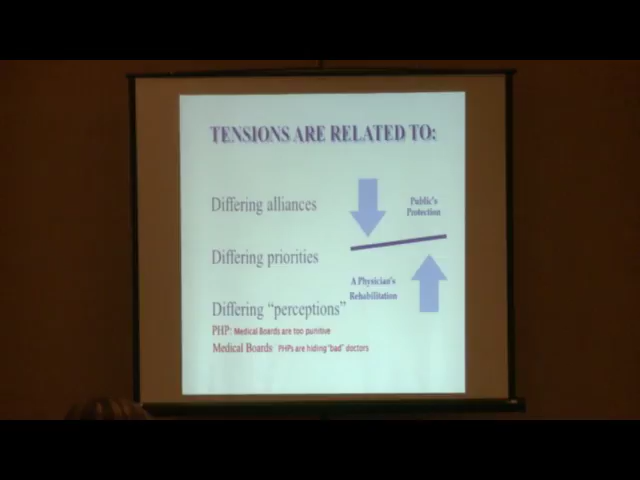 TENSIONS ARE RELATED TO:
Differing alliances
Public's
Protection
Differing priorities
A Physician's
Rehabilitation
Differing “perceptions”
PHP: Medical Boards are too punitive
Medical Boards: PHPs are hiding "bad" doctors